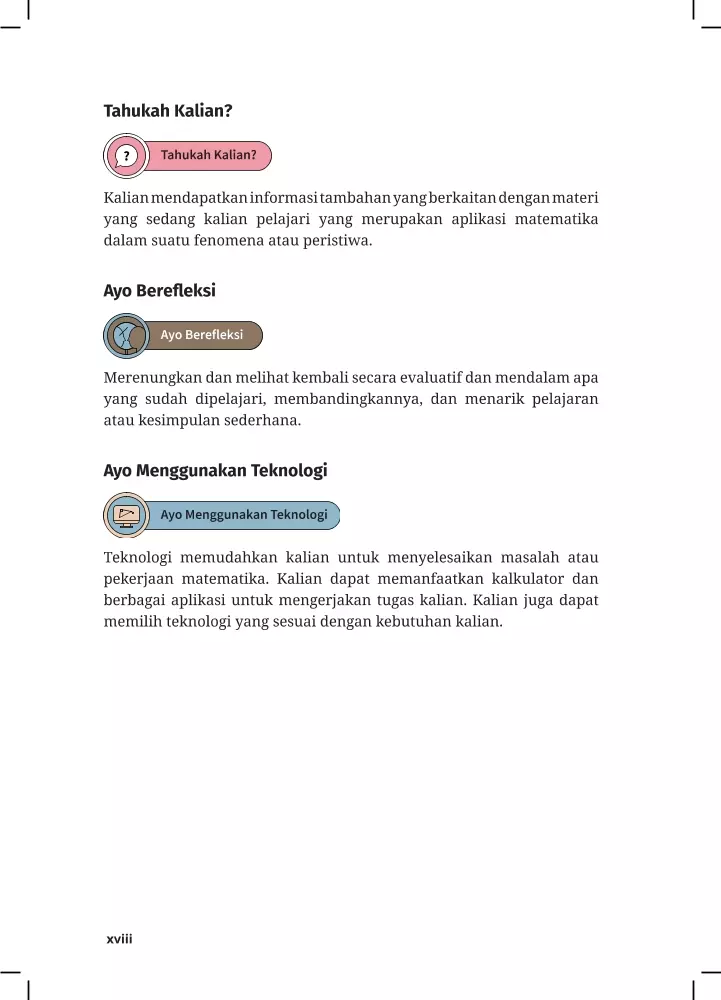 Tahukah Kalian?
?
Tahukah Kalian?
Kalian mendapatkan informasi tambahan yang berkaitan dengan materi
yang sedang kalian pelajari yang merupakan aplikasi matematika
dalam suatu fenomena atau peristiwa.
Ayo Berefleksi
Ayo Berefleksi
Merenungkan dan melihat kembali secara evaluatif dan mendalam apa
yang sudah dipelajari, membandingkannya, dan menarik pelajaran
atau kesimpulan sederhana.
Ayo Menggunakan Teknologi
Ayo Menggunakan Teknologi
Teknologi memudahkan kalian untuk menyelesaikan masalah atau
pekerjaan matematika. Kalian dapat memanfaatkan kalkulator dan
berbagai aplikasi untuk mengerjakan tugas kalian. Kalian juga dapat
memilih teknologi yang sesuai dengan kebutuhan kalian.
xviii